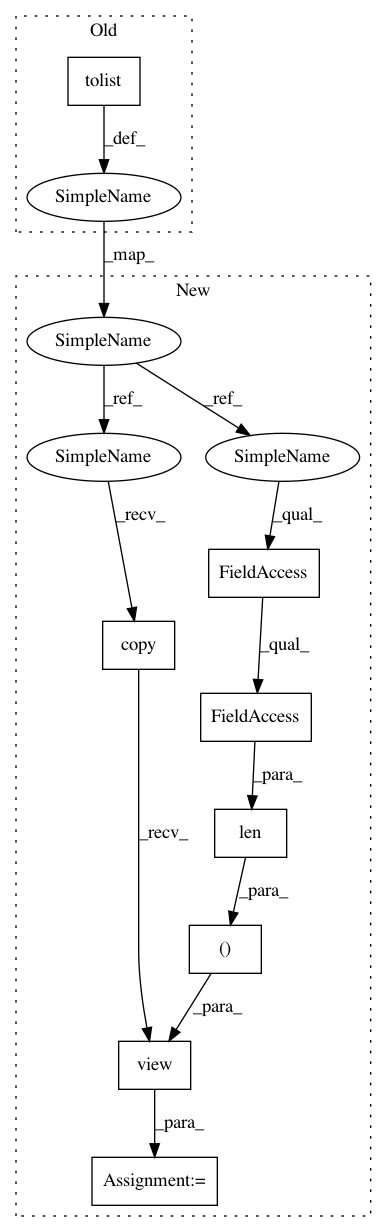 Old
tolist
_def_
SimpleName
_map_
New
SimpleName
_ref_
_ref_
SimpleName
SimpleName
_recv_
_qual_
FieldAccess
copy
_qual_
FieldAccess
_para_
_recv_
len
_para_
()
_para_
view
_para_
Assignment:=